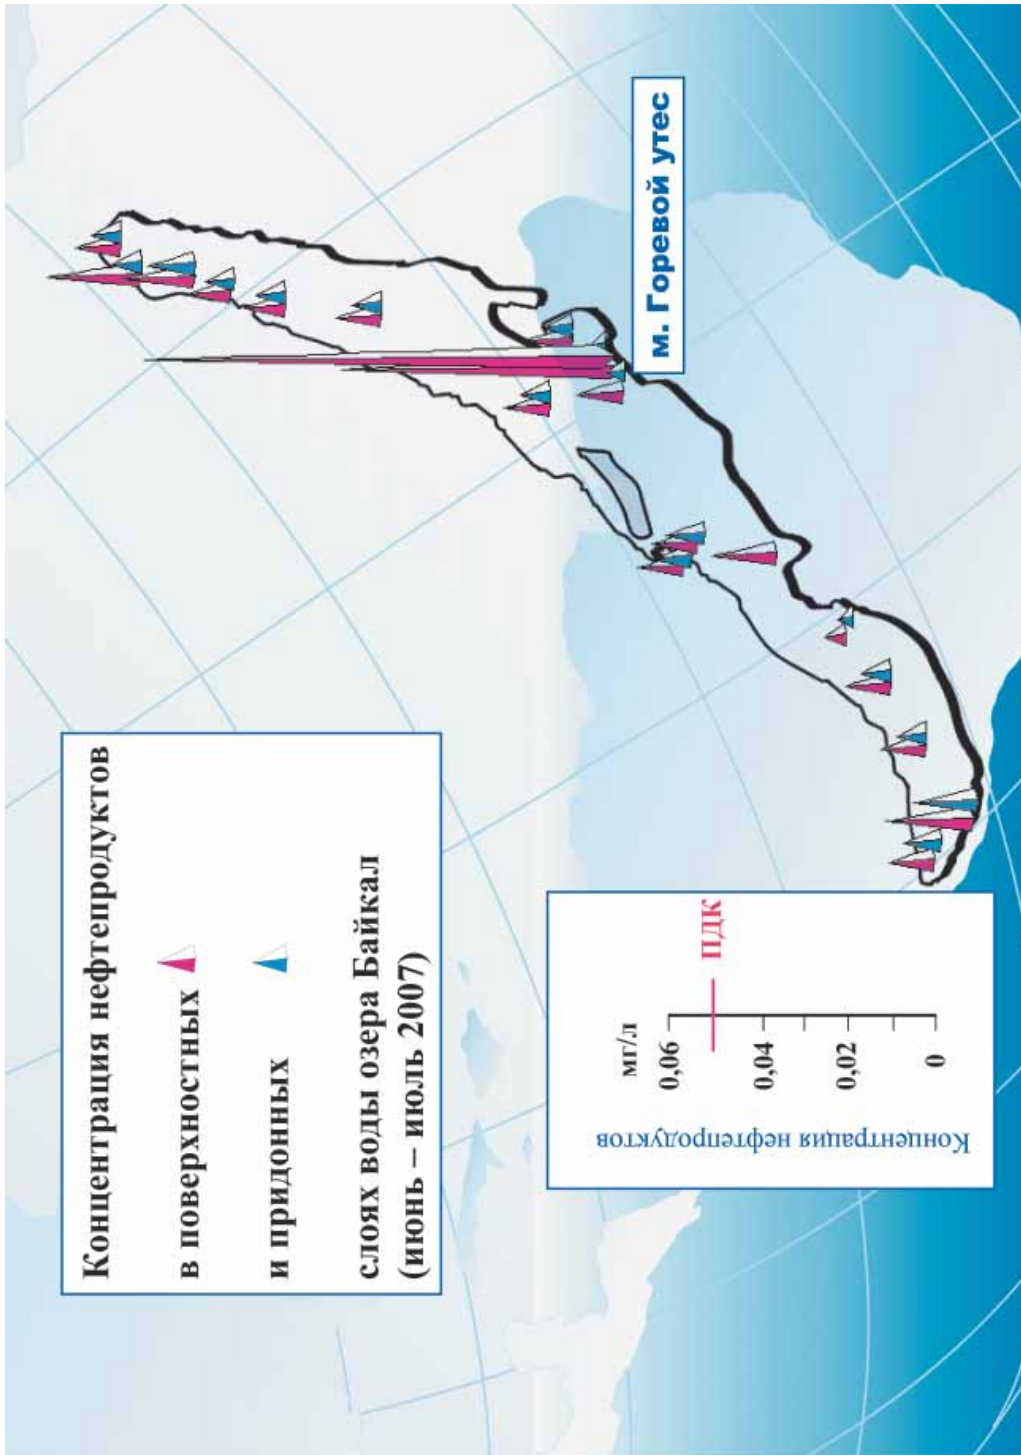 Концентрация нефтепродуктов
в поверхностных
и придонных
слоях воды озера Байкал
(июнь – июль 2007)
м. Горевой утес
Концентрация нефтепродуктов
мг/л
0,06
ПДК
0,04
0,02
0